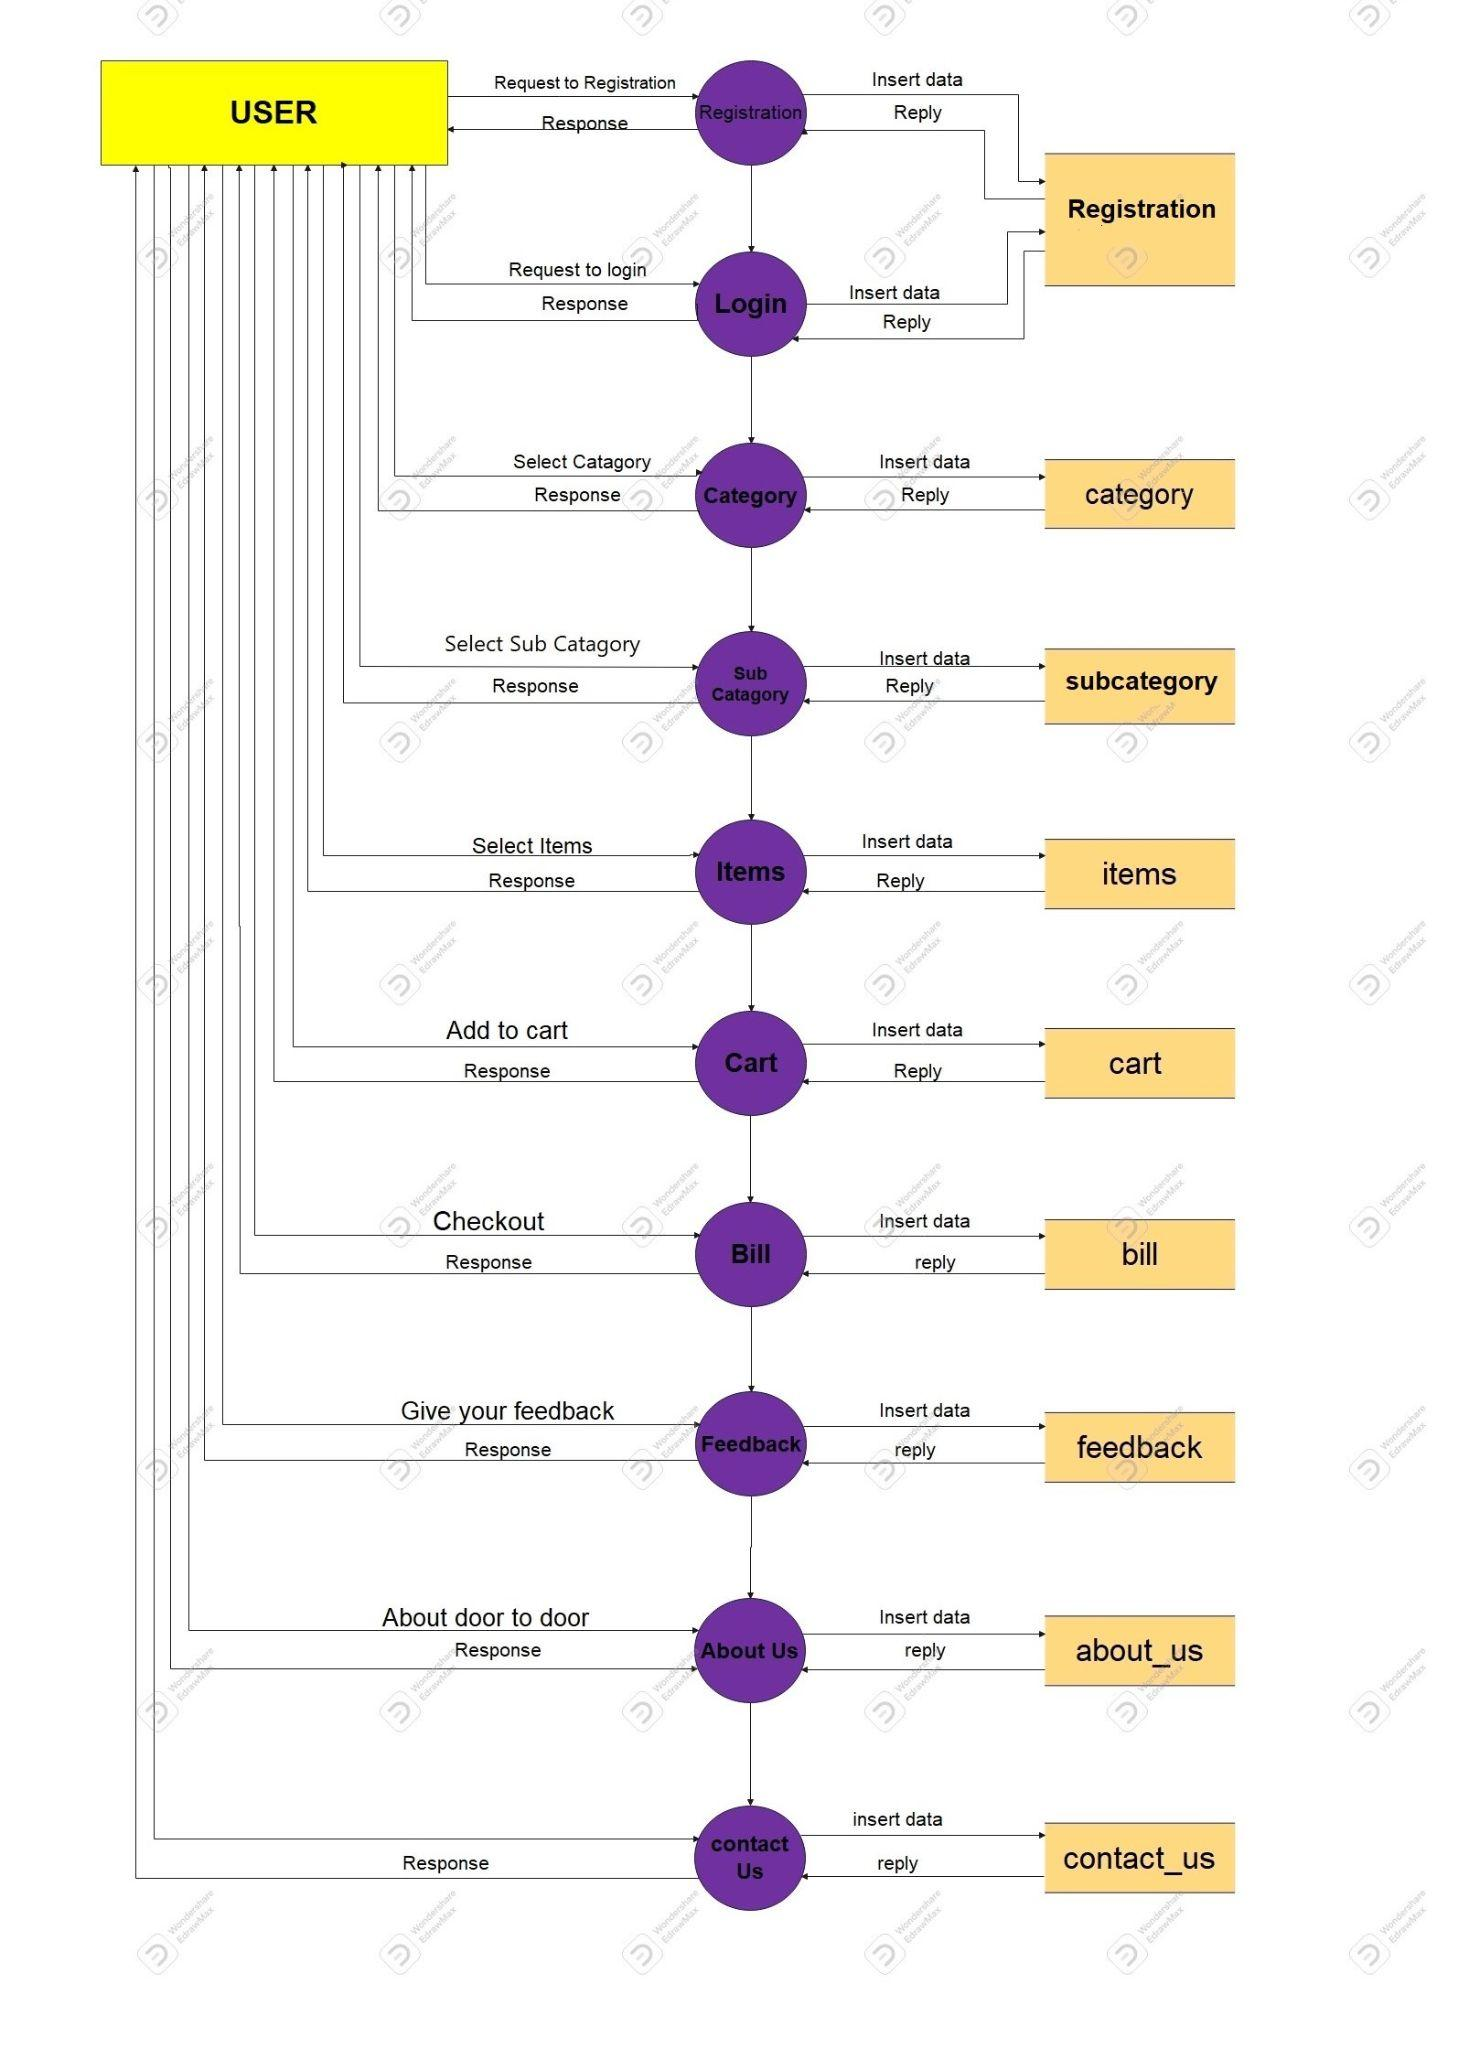 Request to Registration
Insert data
USER
Registration
Reply
Response
Registration
Request to login
Insert data
Response
Login
Reply
Select Catagory
Insert data
Response
Category
Reply
category
Select Sub Catagory
Insert data
Response
Sub
Catagory
Reply
subcategory
Select Items
Insert data
Response
Items
Reply
items
Add to cart
Insert data
Response
Cart
Reply
cart
Checkout
Insert data
Response
Bill
reply
bill
Give your feedback
Insert data
Response
Feedback
reply
feedback
About door to door
Insert data
Response
About Us
reply
about_us
insert data
Response
contact
Us
reply
contact_us
Wondershare
EdrawMax